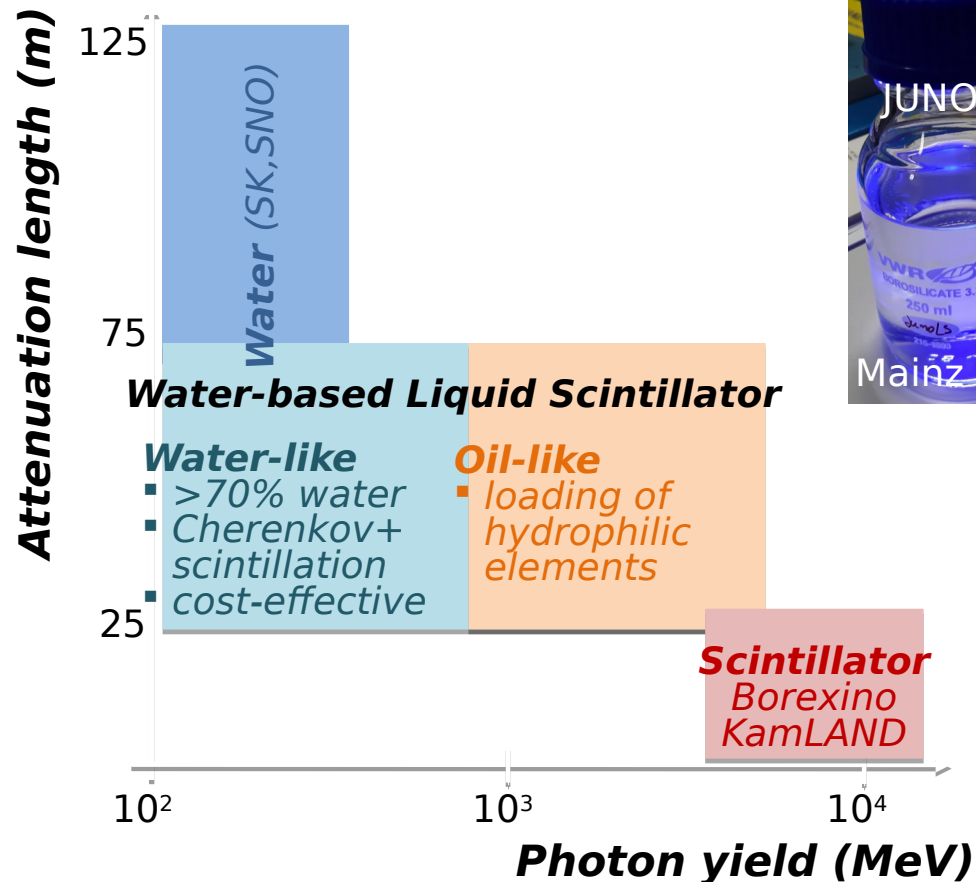 Attenuation length (m)
125
75
25
Water (SK,SNO)
Water-based Liquid Scintillator
Water-like
▪ >70% water
▪ Cherenkov+
scintillation
▪ cost-effective
Oil-like
▪ loading of
hydrophilic
elements
Scintillator
Borexino
KamLAND
10²
10³
10⁴
Photon yield (MeV)
JUNO
VWR
BOROSILICATE 3.
250 ml
Mainz